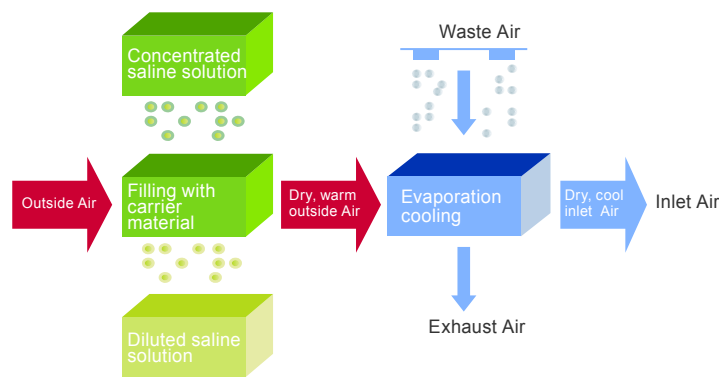 Concentrated
saline solution
Waste Air
Outside Air
Filling with
carrier
material
Dry, warm
outside Air
Evaporation
cooling
Dry, cool
inlet Air
Inlet Air
Exhaust Air
Diluted saline
solution